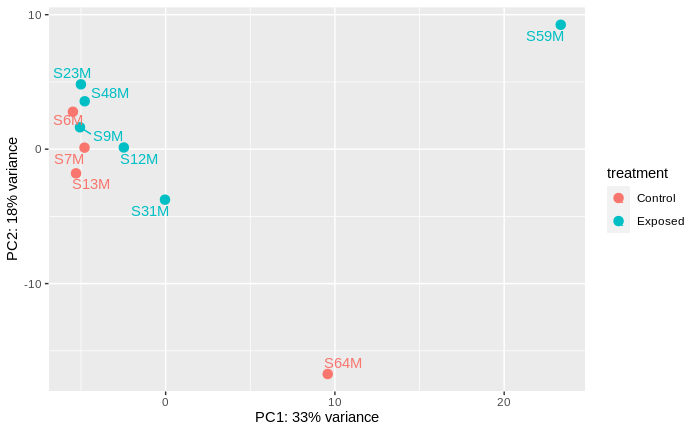 10
S59M
S23M
S48M
S6M
S9M
0
S7M
S12M
S13M
S31M
-10
S64M
0
10
20
PC1: 33% variance
PC2: 18% variance
treatment
Control
Exposed